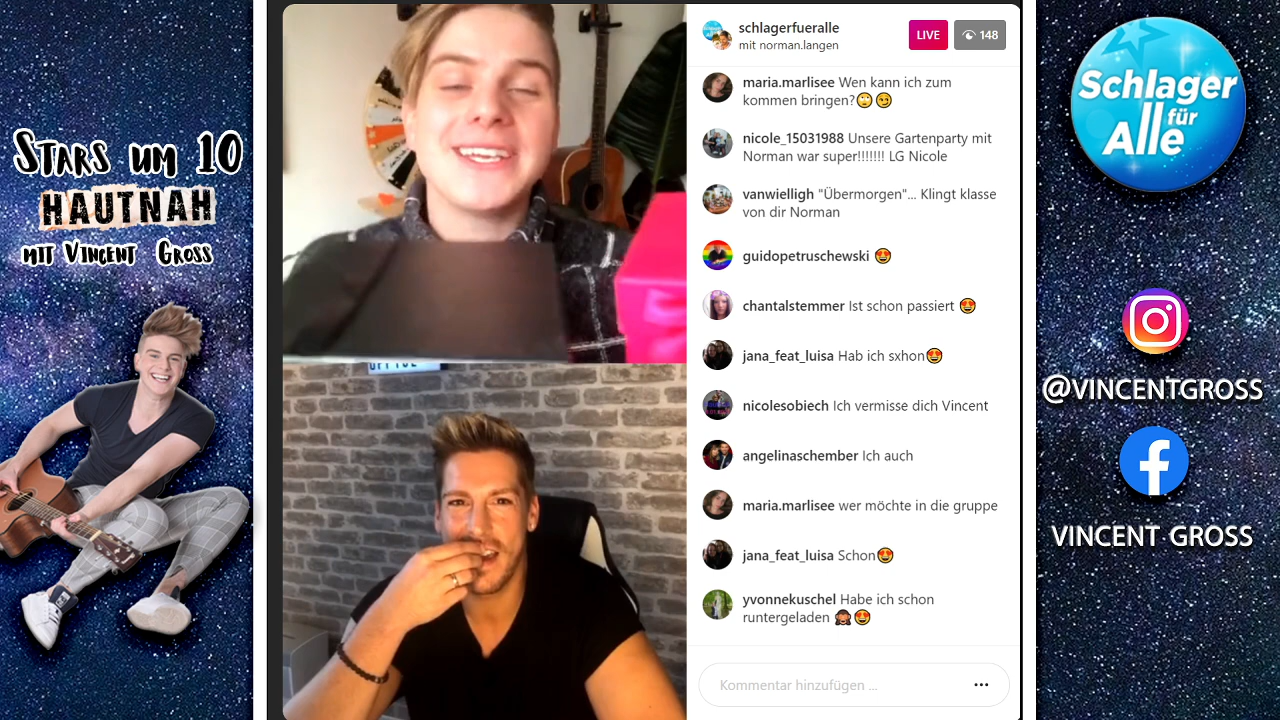 STARS UM 10
HAUTNAH
MIT VINCENT GROSS
schlagerfueralle
mit norman.langen
LIVE
148
maria.marlisee Wen kann ich zum
kommen bringen?🙄😏
nicole_15031988 Unsere Gartenparty mit
Norman war super!!!!!!! LG Nicole
vanwielligh "Übermorgen"... Klingt klasse
von dir Norman
guidopetruschewski 😍
chantalstemmer Ist schon passiert 😍
jana_feat_luisa Hab ich sxhon😍
nicolesobiech Ich vermisse dich Vincent
angelinaschember Ich auch
maria.marlisee wer möchte in die gruppe
jana_feat_luisa Schon😍
yvonnekuschel Habe ich schon
runtergeladen 🙈😍
Kommentar hinzufügen ...
Schlager
für
Alle
@VINCENTGROSS
VINCENT GROSS